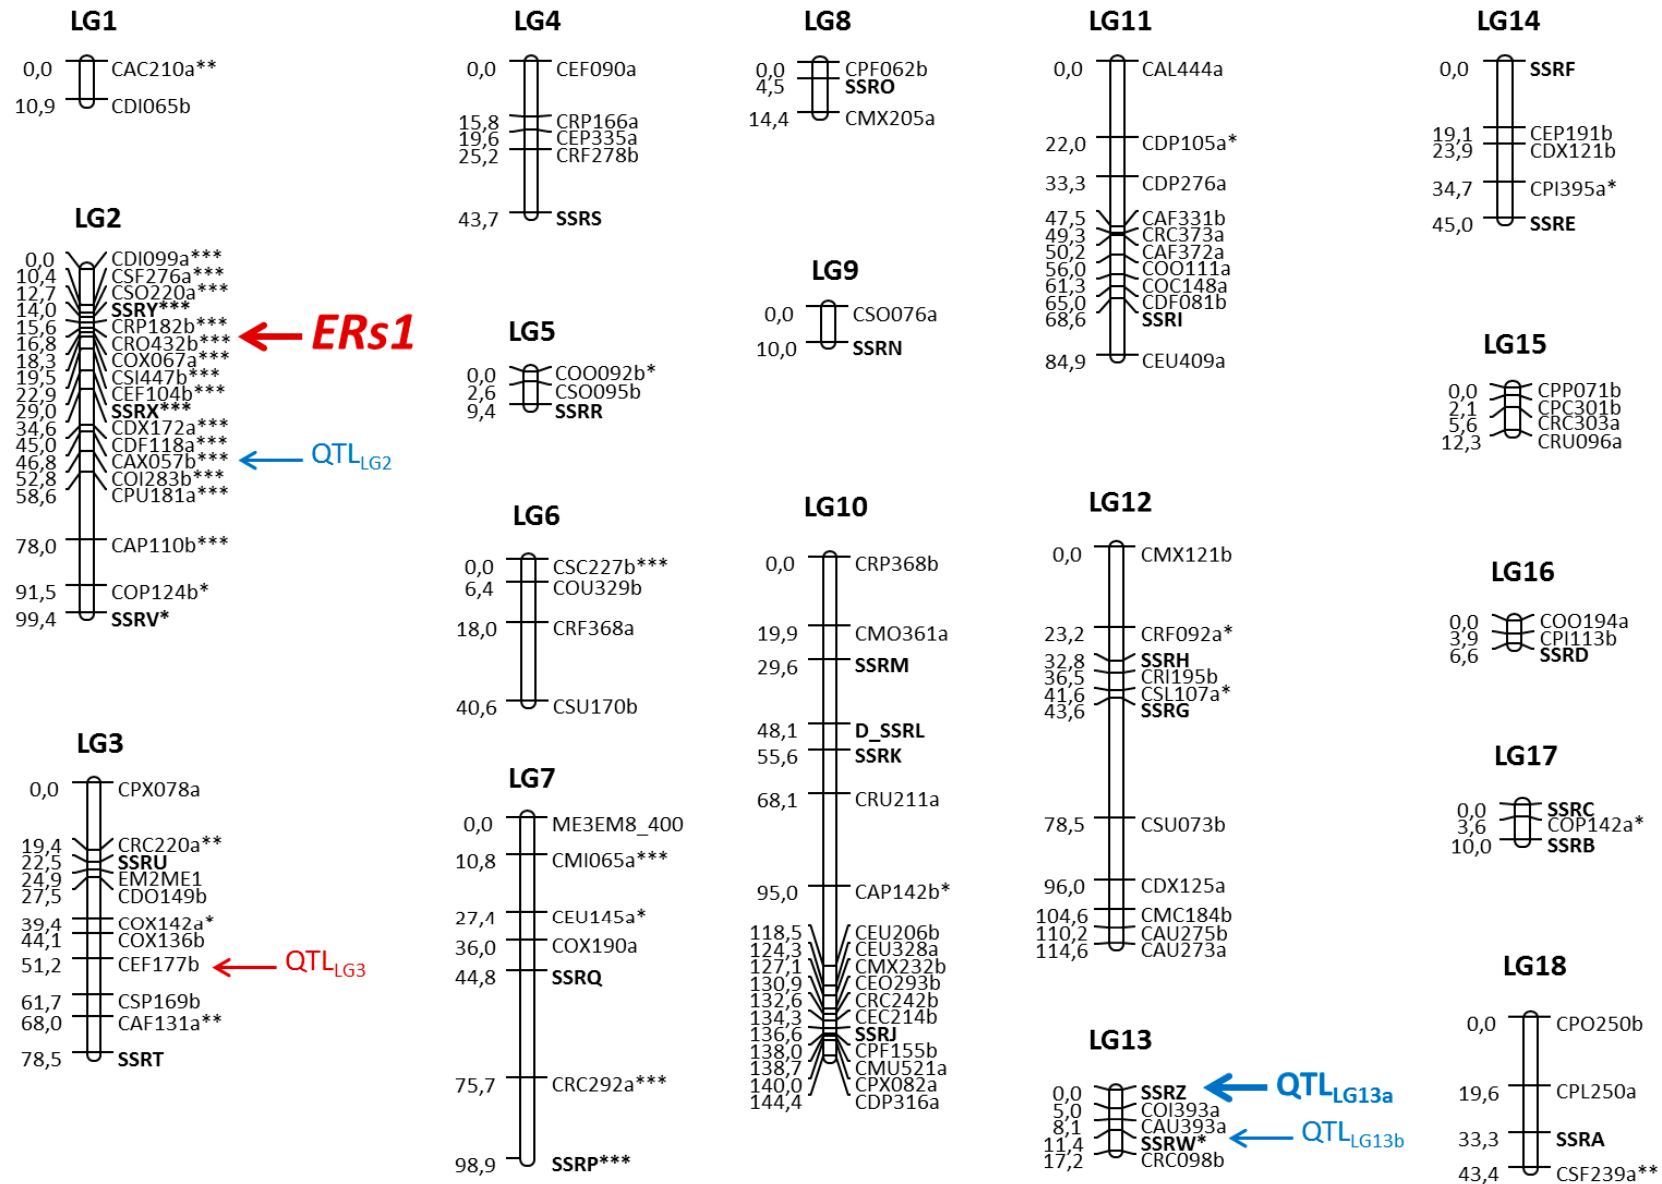 LG1
0,0 CAC210a**
10,9 CDI065b
LG2
0,0 CDI099a***
10,4 CSF276a***
12,7 CSO220a***
14,0 SSRY***
15,6 CRP182b***
16,8 CRO432b***
18,3 COX067a***
19,5 CSI447b***
22,9 CEF104b***
29,0 SSRX***
34,6 CDX172a***
45,0 CDF118a***
46,8 CAX057b***
52,8 COI283b***
58,6 CPU181a***
78,0 CAP110b***
91,5 COP124b*
99,4 SSRV*
ERs1
QTLLG2
LG3
0,0 CPX078a
19,4 CRC220a**
22,5 SSRU
24,9 EM2ME1
27,5 CDO149b
39,4 COX142a*
44,1 COX136b
51,2 CEF177b
61,7 CSP169b
68,0 CAF131a**
78,5 SSRT
QTLLG3
LG4
0,0 CEF090a
15,8 CRP166a
19,6 CEP335a
25,2 CRF278b
43,7 SSRS
LG5
0,0 COO092b*
2,6 CSO095b
9,4 SSRR
LG6
0,0 CSC227b***
6,4 COU329b
18,0 CRF368a
40,6 CSU170b
LG7
0,0 ME3EM8_400
10,8 CMI065a***
27,4 CEU145a*
36,0 COX190a
44,8 SSRQ
75,7 CRC292a***
98,9 SSRP***
LG8
0,0 CPF062b
4,5 SSRO
14,4 CMX205a
LG9
0,0 CSO076a
10,0 SSRN
LG10
0,0 CRP368b
19,9 CMO361a
29,6 SSRM
48,1 D_SSRL
55,6 SSRK
68,1 CRU211a
95,0 CAP142b*
118,5 CEU206b
124,3 CEU328a
127,1 CMX232b
130,9 CEO293b
132,6 CRC242b
134,3 CEC214b
136,6 SSRJ
138,0 CPF155b
138,7 CMU521a
140,0 CPX082a
144,4 CDP316a
LG11
0,0 CAL444a
22,0 CDP105a*
33,3 CDP276a
47,5 CAF331b
49,3 CRC373a
50,2 CAF372a
56,0 COO111a
61,3 COC148a
65,0 CDF081b
68,6 SSRI
84,9 CEU409a
LG12
0,0 CMX121b
23,2 CRF092a*
32,8 SSRH
36,5 CRI195b
41,6 CSL107a*
43,6 SSRG
78,5 CSU073b
96,0 CDX125a
104,6 CMC184b
110,2 CAU275b
114,6 CAU273a
LG13
0,0 SSRZ
5,0 COI393a
8,1 CAU393a
11,4 SSRW*
17,2 CRC098b
QTLLG13a
QTLLG13b
LG14
0,0 SSRF
19,1 CEP191b
23,9 CDX121b
34,7 CPI395a*
45,0 SSRE
LG15
0,0 CPP071b
2,1 CPC301b
5,6 CRC303a
12,3 CRU096a
LG16
0,0 COO194a
3,9 CPI113b
6,6 SSRD
LG17
0,0 SSRC
3,6 COP142a*
10,0 SSRB
LG18
0,0 CPO250b
19,6 CPL250a
33,3 SSRA
43,4 CSF239a**